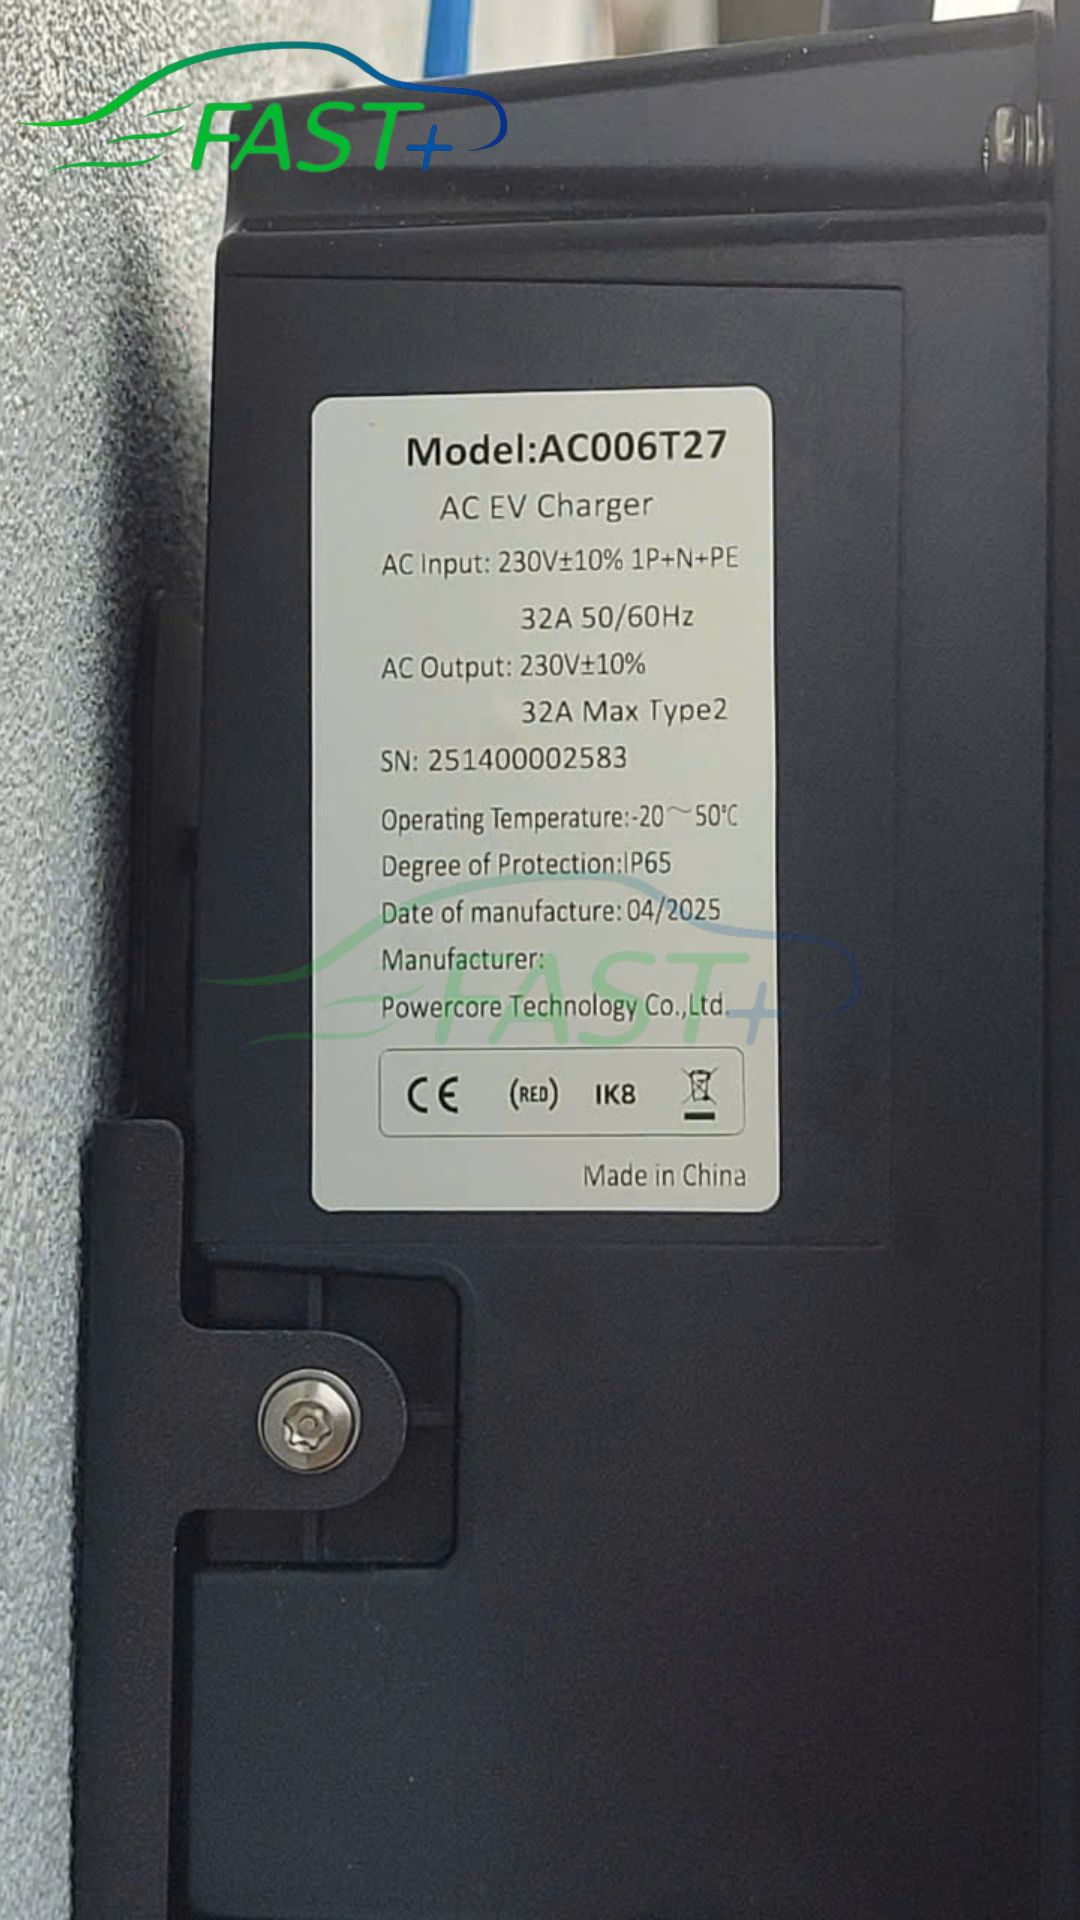 FAST+
Model:AC006T27
AC EV Charger
AC Input: 230V±10% 1P+N+PE
32A 50/60Hz
AC Output: 230V±10%
32A Max Type2
SN: 251400002583
Operating Temperature:-20~50℃
Degree of Protection:IP65
Date of manufacture: 04/2025
Manufacturer:
FAST+
Powercore Technology Co.,Ltd.
CE (RED) IK8
Made in China